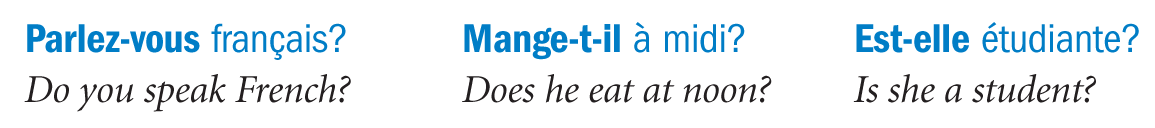 Parlez-vous français? Mange-t-il à midi? Est-elle étudiante?
Do you speak French? Does he eat at noon? Is she a student?